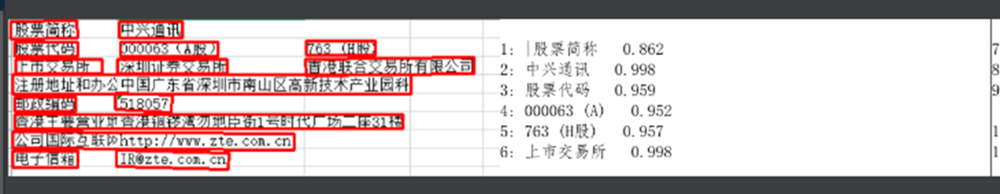 股票简称 中兴通讯
股票代码 000063 (A股) 763 (H股)
上市交易所 深圳证券交易所 香港联合交易所有限公司
注册地址和办公中国广东省深圳市南山区高新技术产业园科
邮政编码 518057
香港主要营业地香港铜锣湾勿地臣街1号时代广场二座31楼
公司国际互联网http://www.zte.com.cn
电子信箱 IR@zte.com.cn
1: |股票简称 0.862
2: 中兴通讯 0.998
3: 股票代码 0.959
4: 000063 (A) 0.952
5: 763 (H股) 0.957
6: 上市交易所 0.998
7
8
9
1
1